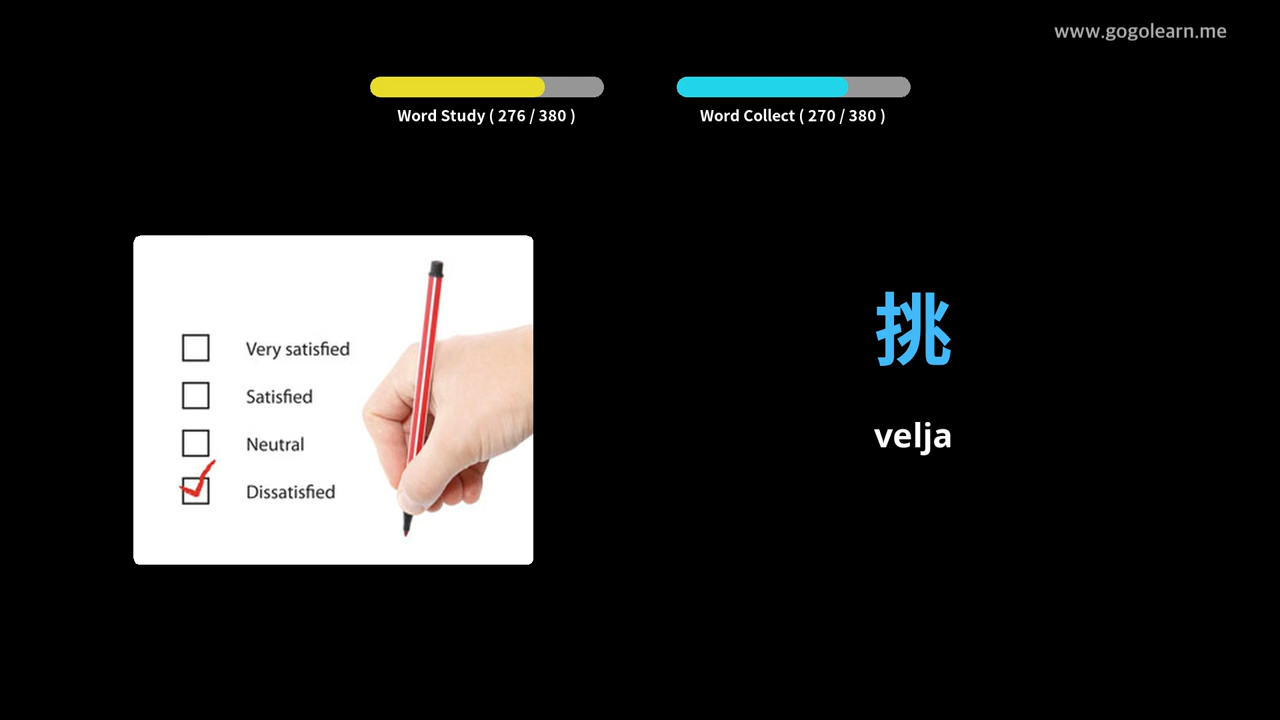 www.gogolearn.me
Word Study ( 276 / 380 )
Word Collect ( 270 / 380 )
Very satisfied
Satisfied
Neutral
Dissatisfied
挑
velja